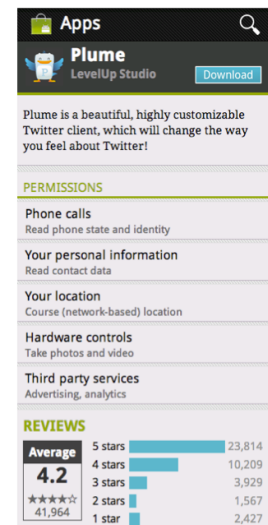 Apps
Plume
LevelUp Studio
Download
Plume is a beautiful, highly customizable
Twitter client, which will change the way
you feel about Twitter!
PERMISSIONS
Phone calls
Read phone state and identity
Your personal information
Read contact data
Your location
Course (network-based) location
Hardware controls
Take photos and video
Third party services
Advertising, analytics
REVIEWS
Average
4.2
★★★★☆
41,964
5 stars 23,814
4 stars 10,209
3 stars 3,929
2 stars 1,567
1 star 2,427